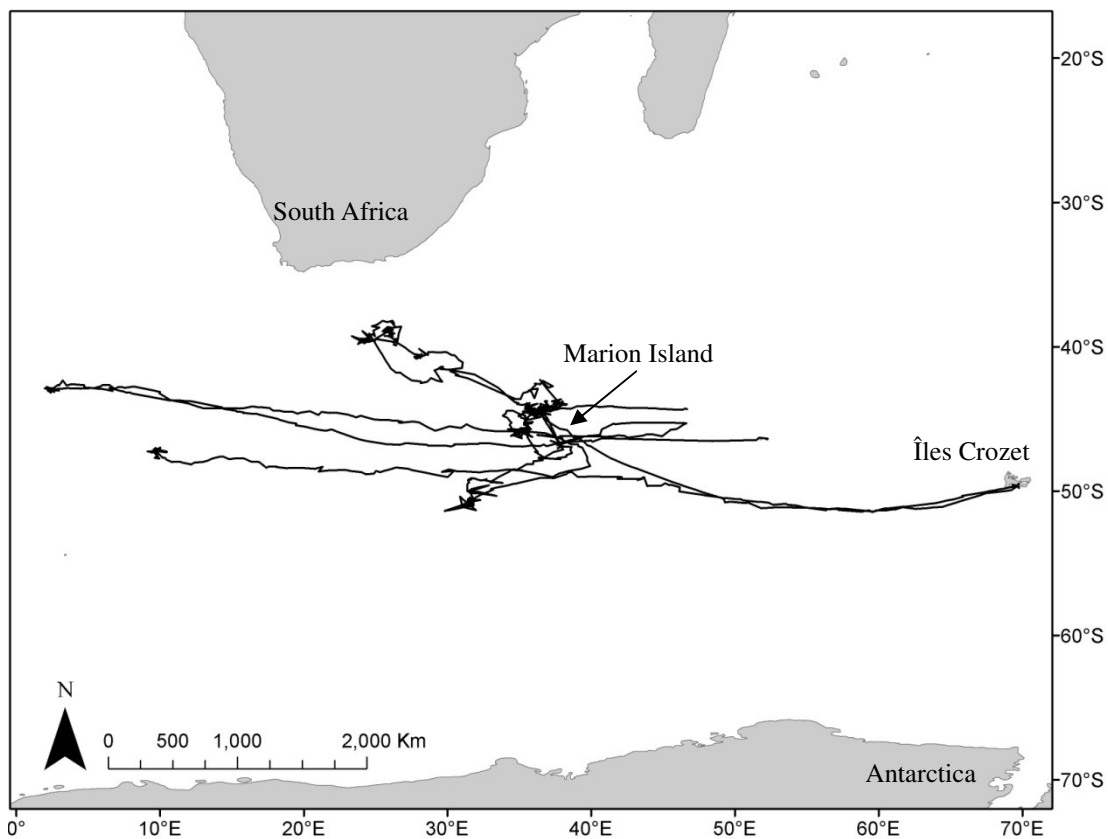 20°S
South Africa
30°S
Marion Island
40°S
Îles Crozet
50°S
60°S
N
0 500 1,000 2,000 Km
Antarctica
70°S
0° 10°E 20°E 30°E 40°E 50°E 60°E 70°E